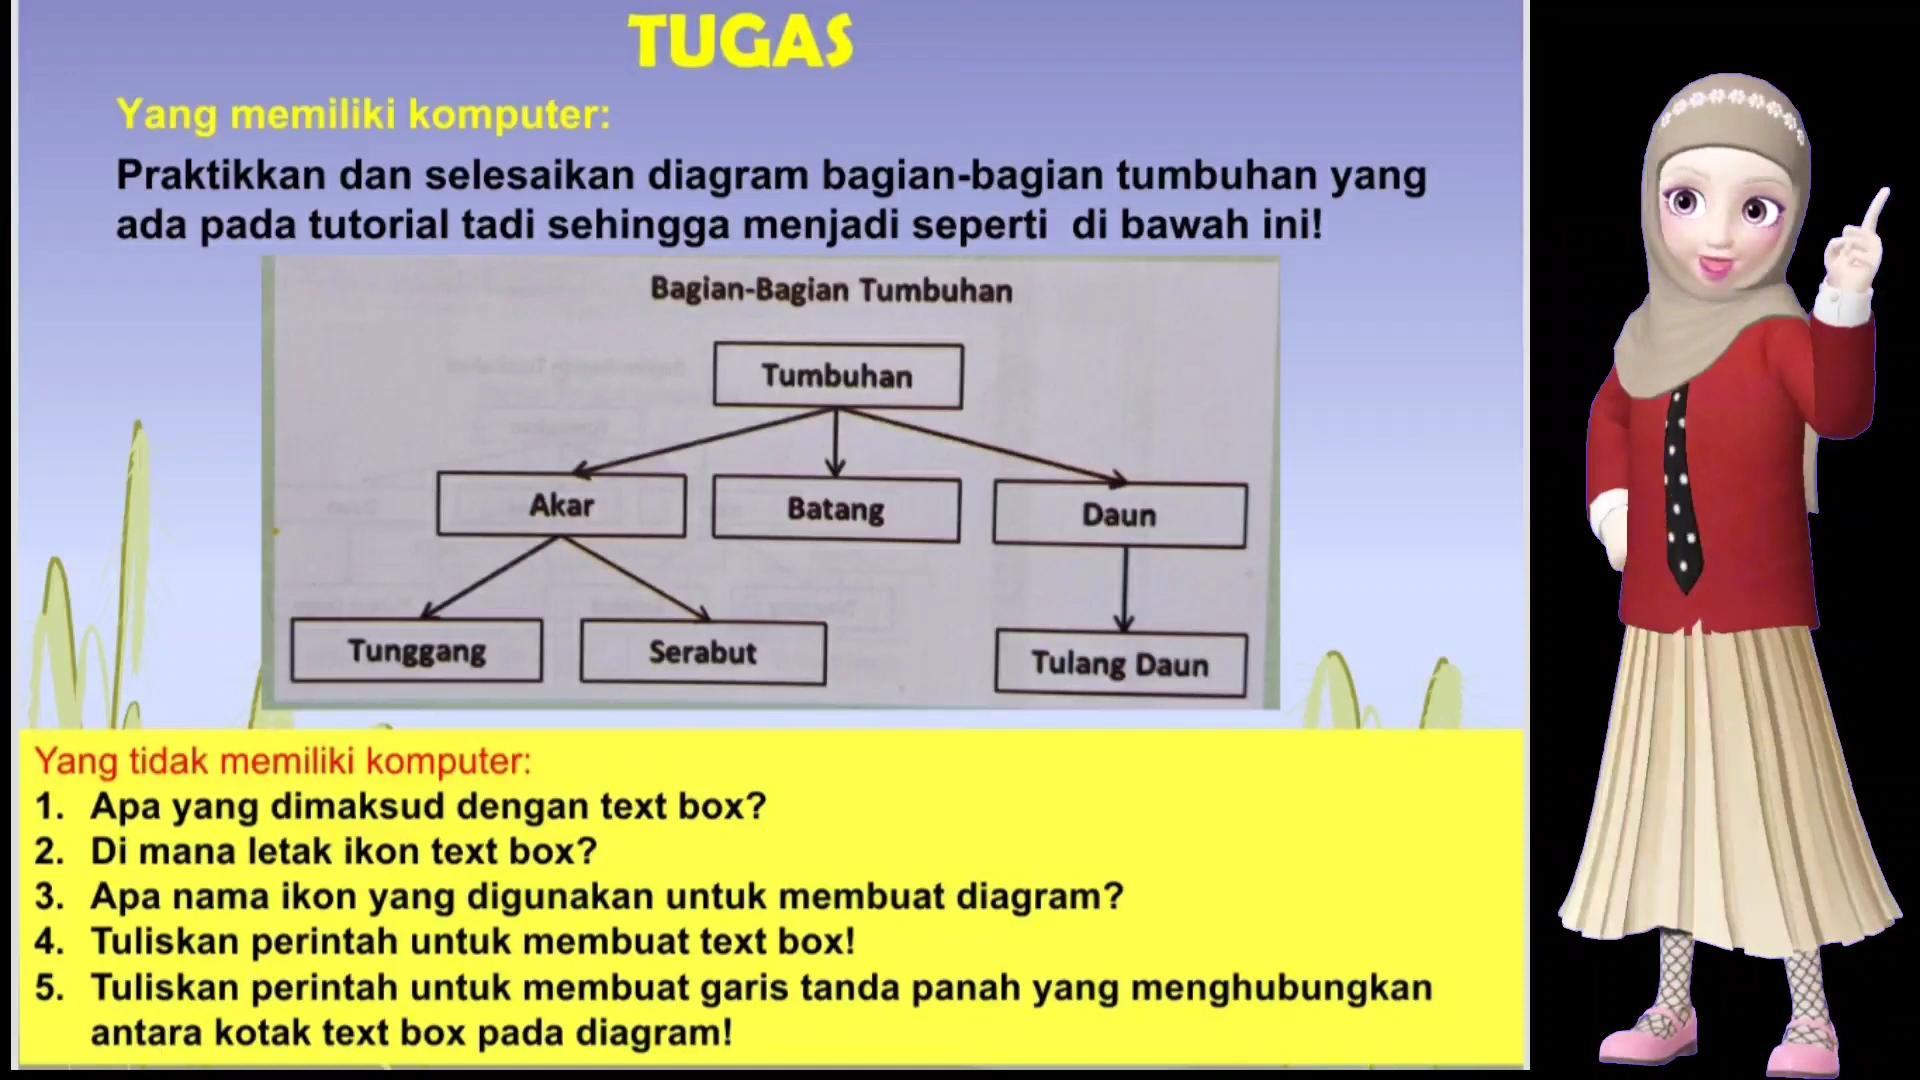 TUGAS
Yang memiliki komputer:
Praktikkan dan selesaikan diagram bagian-bagian tumbuhan yang
ada pada tutorial tadi sehingga menjadi seperti di bawah ini!
Bagian-Bagian Tumbuhan
Tumbuhan
Akar
Batang
Daun
Tunggang
Serabut
Tulang Daun
Yang tidak memiliki komputer:
1. Apa yang dimaksud dengan text box?
2. Di mana letak ikon text box?
3. Apa nama ikon yang digunakan untuk membuat diagram?
4. Tuliskan perintah untuk membuat text box!
5. Tuliskan perintah untuk membuat garis tanda panah yang menghubungkan
antara kotak text box pada diagram!